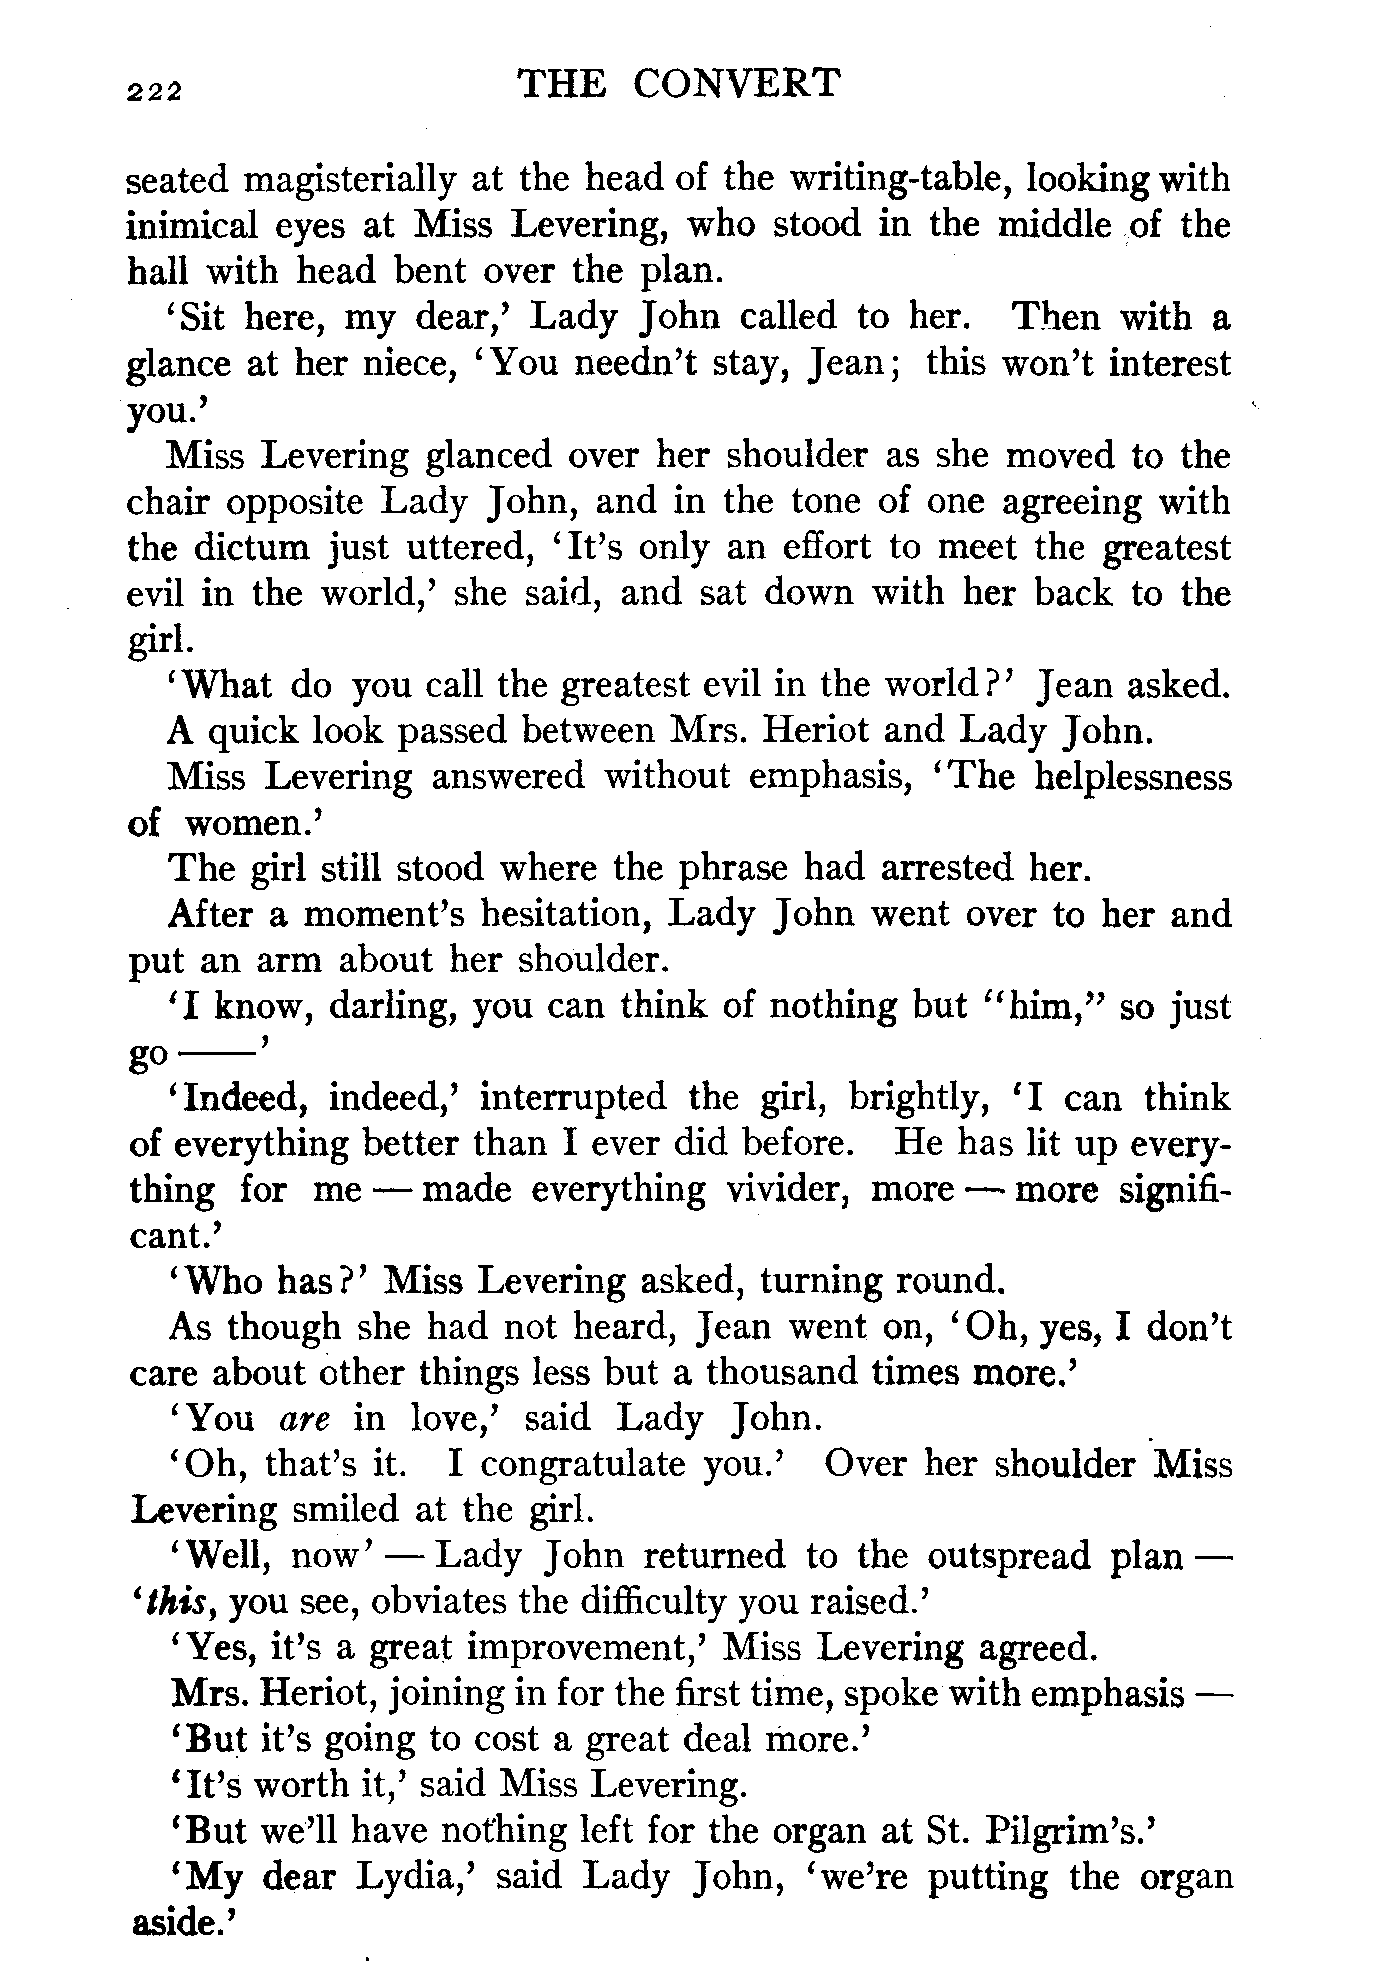 222 THE CONVERT
seated magisterially at the head of the writing-table, looking with
inimical eyes at Miss Levering, who stood in the middle of the
hall with head bent over the plan.
‘Sit here, my dear,’ Lady John called to her. Then with a
glance at her niece, ‘You needn’t stay, Jean; this won’t interest
you.’
Miss Levering glanced over her shoulder as she moved to the
chair opposite Lady John, and in the tone of one agreeing with
the dictum just uttered, ‘It’s only an effort to meet the greatest
evil in the world,’ she said, and sat down with her back to the
girl.
‘What do you call the greatest evil in the world?’ Jean asked.
A quick look passed between Mrs. Heriot and Lady John.
Miss Levering answered without emphasis, ‘The helplessness
of women.’
The girl still stood where the phrase had arrested her.
After a moment’s hesitation, Lady John went over to her and
put an arm about her shoulder.
‘I know, darling, you can think of nothing but “him,” so just
go ——’
‘Indeed, indeed,’ interrupted the girl, brightly, ‘I can think
of everything better than I ever did before. He has lit up every-
thing for me — made everything vivider, more — more signifi-
cant.’
‘Who has?’ Miss Levering asked, turning round.
As though she had not heard, Jean went on, ‘Oh, yes, I don’t
care about other things less but a thousand times more.’
‘You are in love,’ said Lady John.
‘Oh, that’s it. I congratulate you.’ Over her shoulder Miss
Levering smiled at the girl.
‘Well, now’ — Lady John returned to the outspread plan —
‘this, you see, obviates the difficulty you raised.’
‘Yes, it’s a great improvement,’ Miss Levering agreed.
Mrs. Heriot, joining in for the first time, spoke with emphasis —
‘But it’s going to cost a great deal more.’
‘It’s worth it,’ said Miss Levering.
‘But we’ll have nothing left for the organ at St. Pilgrim’s.’
‘My dear Lydia,’ said Lady John, ‘we’re putting the organ
aside.’